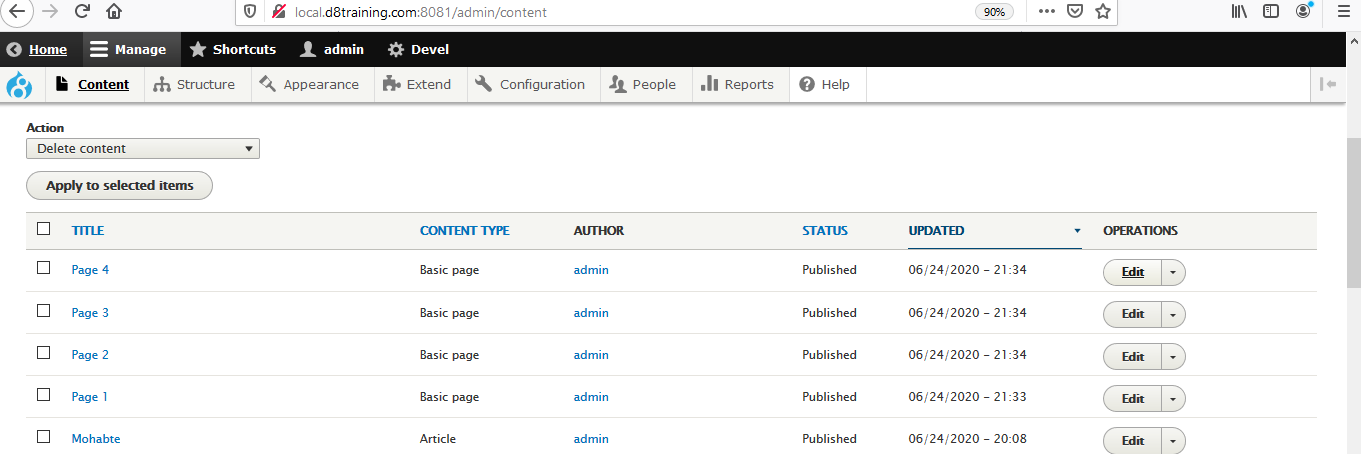 local.d8training.com:8081/admin/content 90%
Home Manage Shortcuts admin Devel
Content Structure Appearance Extend Configuration People Reports Help
Action
Delete content
Apply to selected items
TITLE CONTENT TYPE AUTHOR STATUS UPDATED OPERATIONS
Page 4 Basic page admin Published 06/24/2020 - 21:34 Edit
Page 3 Basic page admin Published 06/24/2020 - 21:34 Edit
Page 2 Basic page admin Published 06/24/2020 - 21:34 Edit
Page 1 Basic page admin Published 06/24/2020 - 21:33 Edit
Mohabte Article admin Published 06/24/2020 - 20:08 Edit